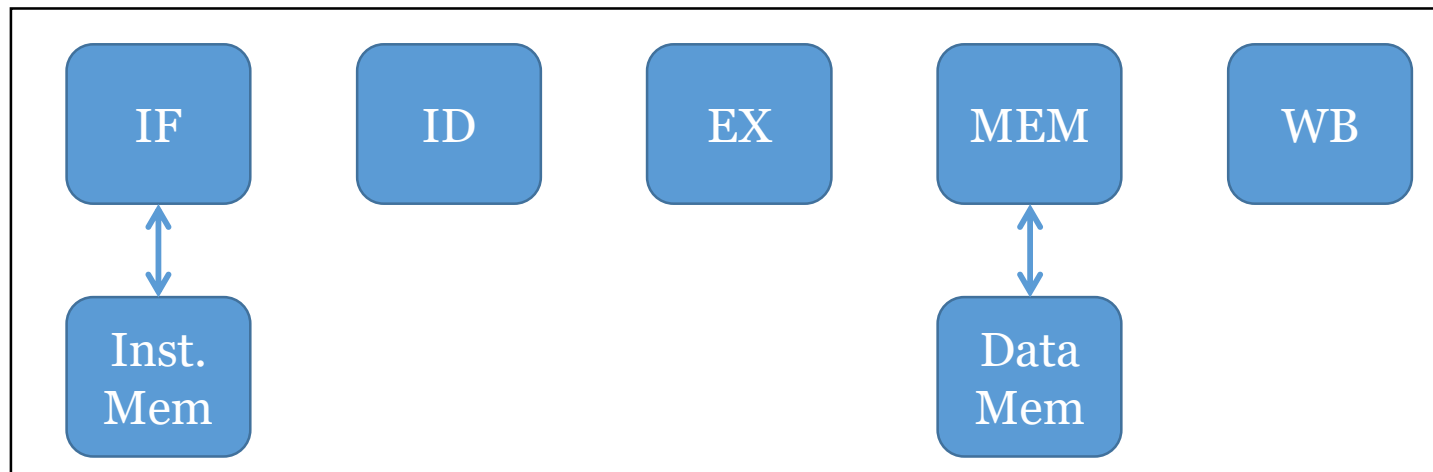 IF
ID
EX
MEM
WB
Inst.
Mem
Data
Mem